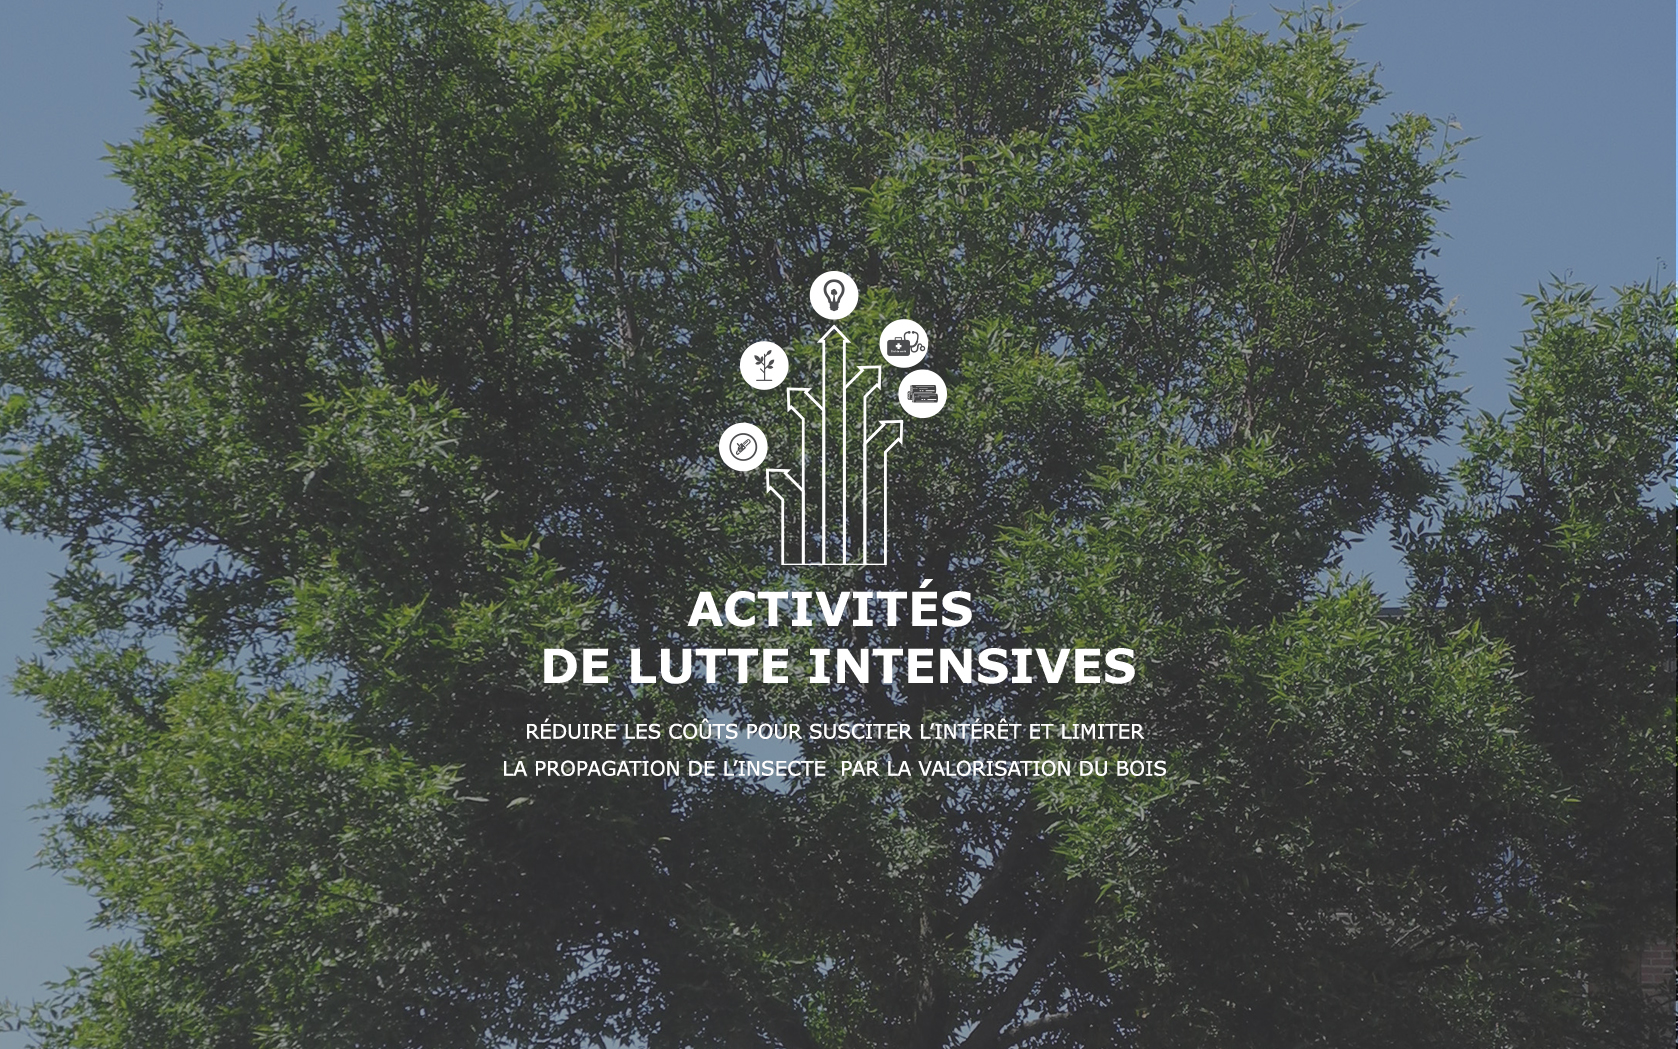 ACTIVITÉS
DE LUTTE INTENSIVES
RÉDUIRE LES COÛTS POUR SUSCITER L'INTÉRÊT ET LIMITER
LA PROPAGATION DE L'INSECTE PAR LA VALORISATION DU BOIS